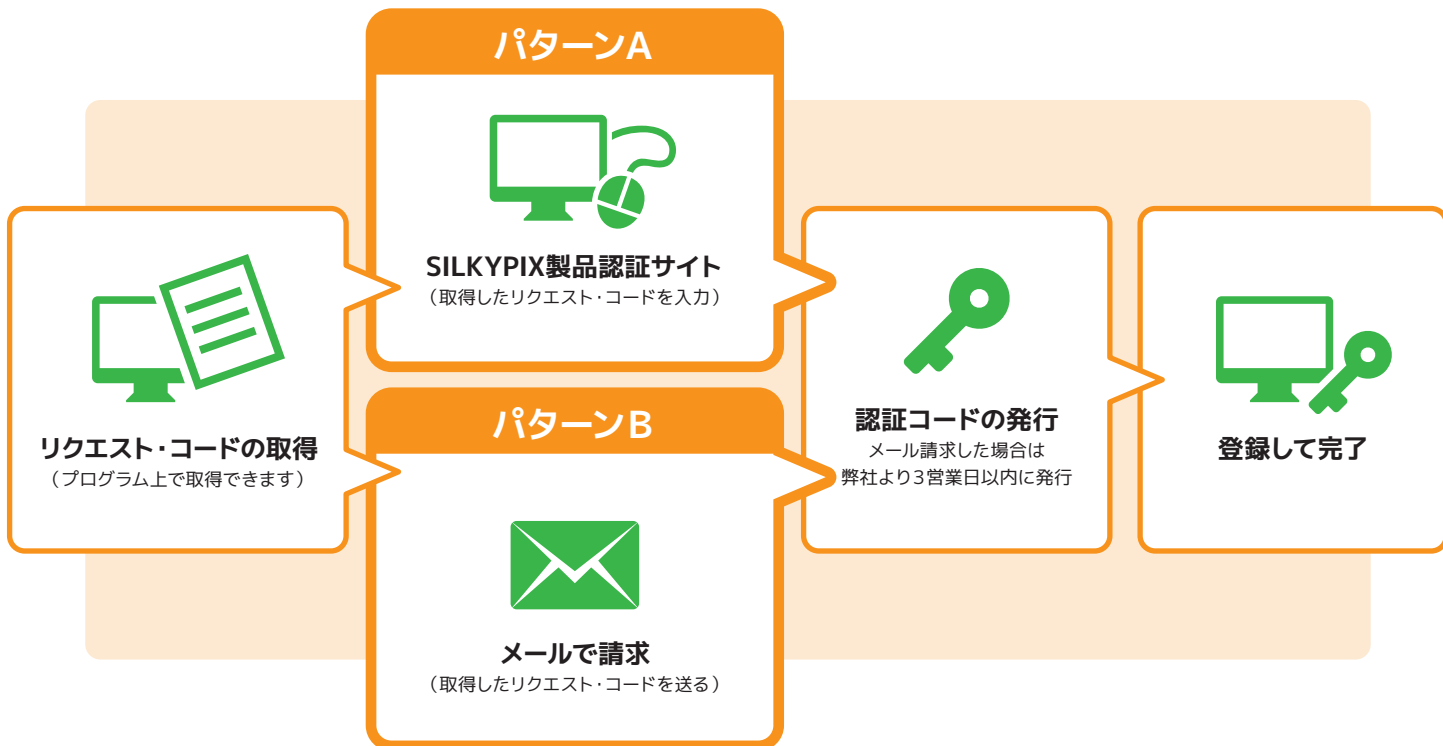 リクエスト・コードの取得
（プログラム上で取得できます）
パターンA
SILKYPIX製品認証サイト
（取得したリクエスト・コードを入力）
パターンB
メールで請求
（取得したリクエスト・コードを送る）
認証コードの発行
メール請求した場合は
弊社より3営業日以内に発行
登録して完了